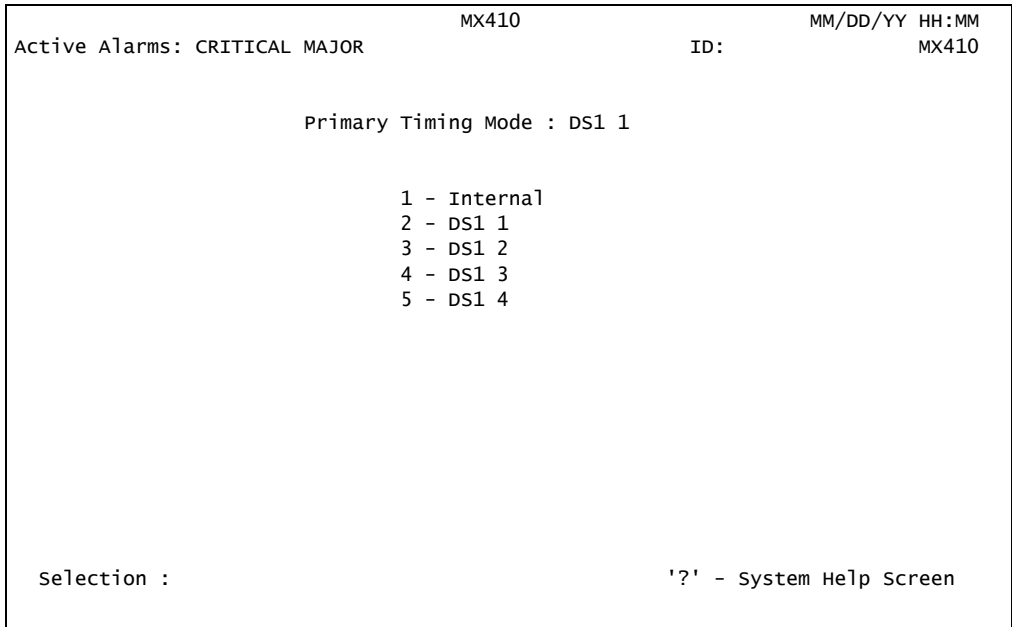 MX410 MM/DD/YY HH:MM
Active Alarms: CRITICAL MAJOR ID: MX410
Primary Timing Mode : DS1 1
1 – Internal
2 – DS1 1
3 – DS1 2
4 – DS1 3
5 – DS1 4
Selection : '?' – System Help Screen